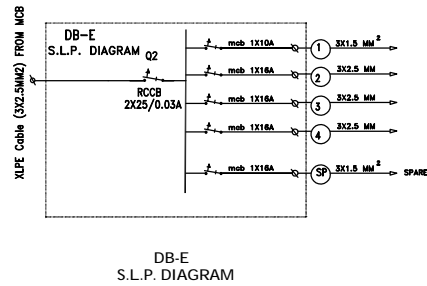 XLPE Cable (3X2.5MM2) FROM MCB
DB-E
S.L.P. DIAGRAM
Q2
RCCB
2X25/0.03A
mcb 1X10A 1 3X1.5 MM²
mcb 1X16A 2 3X2.5 MM
mcb 1X16A 3 3X2.5 MM
mcb 1X16A 4 3X2.5 MM
mcb 1X16A SP 3X1.5 MM² SPARE
DB-E
S.L.P. DIAGRAM